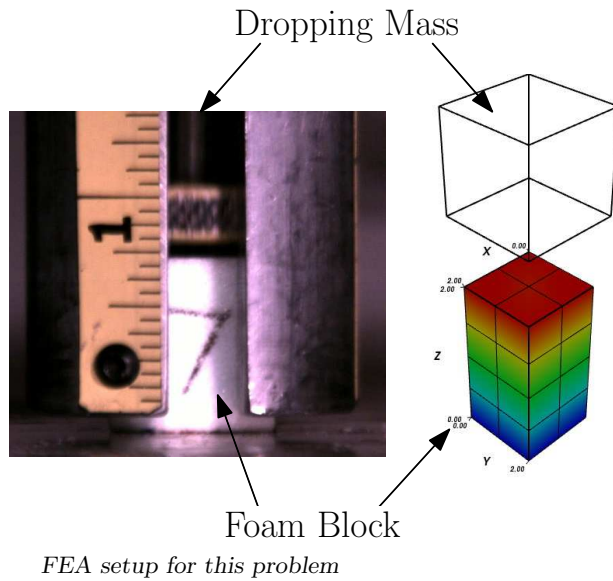 Dropping Mass
1
7
X
0.00
2.00
2.00
Z
0.00
0.00
Y
2.00
Foam Block
FEA setup for this problem